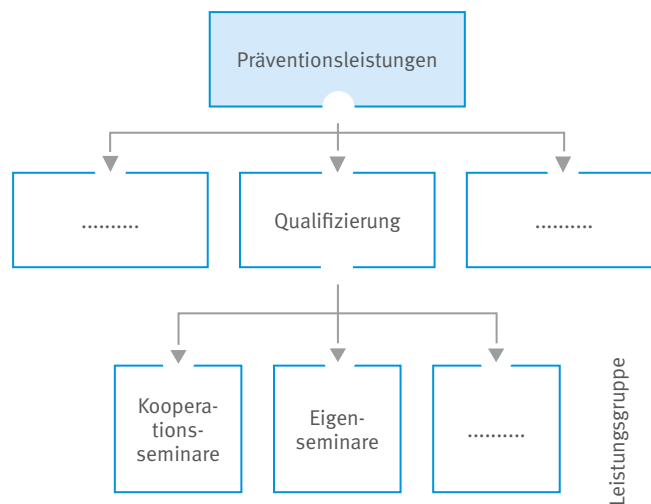 Präventionsleistungen
..........
Qualifizierung
..........
Koopera-
tions-
seminare
Eigen-
seminare
..........
Leistungsgruppe